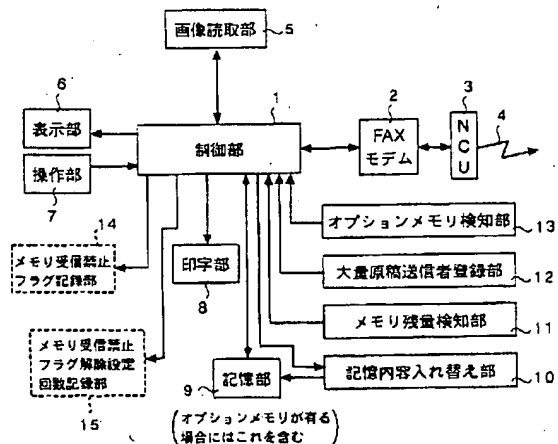 画像読取部
5
6
表示部
操作部
7
1
制御部
2
FAX
モデム
3
NCU
4
14
メモリ受信禁止
フラグ記録部
印字部
8
オプションメモリ検知部
13
大量原稿送信者登録部
12
メモリ残量検知部
11
メモリ受信禁止
フラグ解除設定
回数記録部
15
9
記憶部
記憶内容入れ替え部
10
(オプションメモリが有る
場合にはこれを含む)